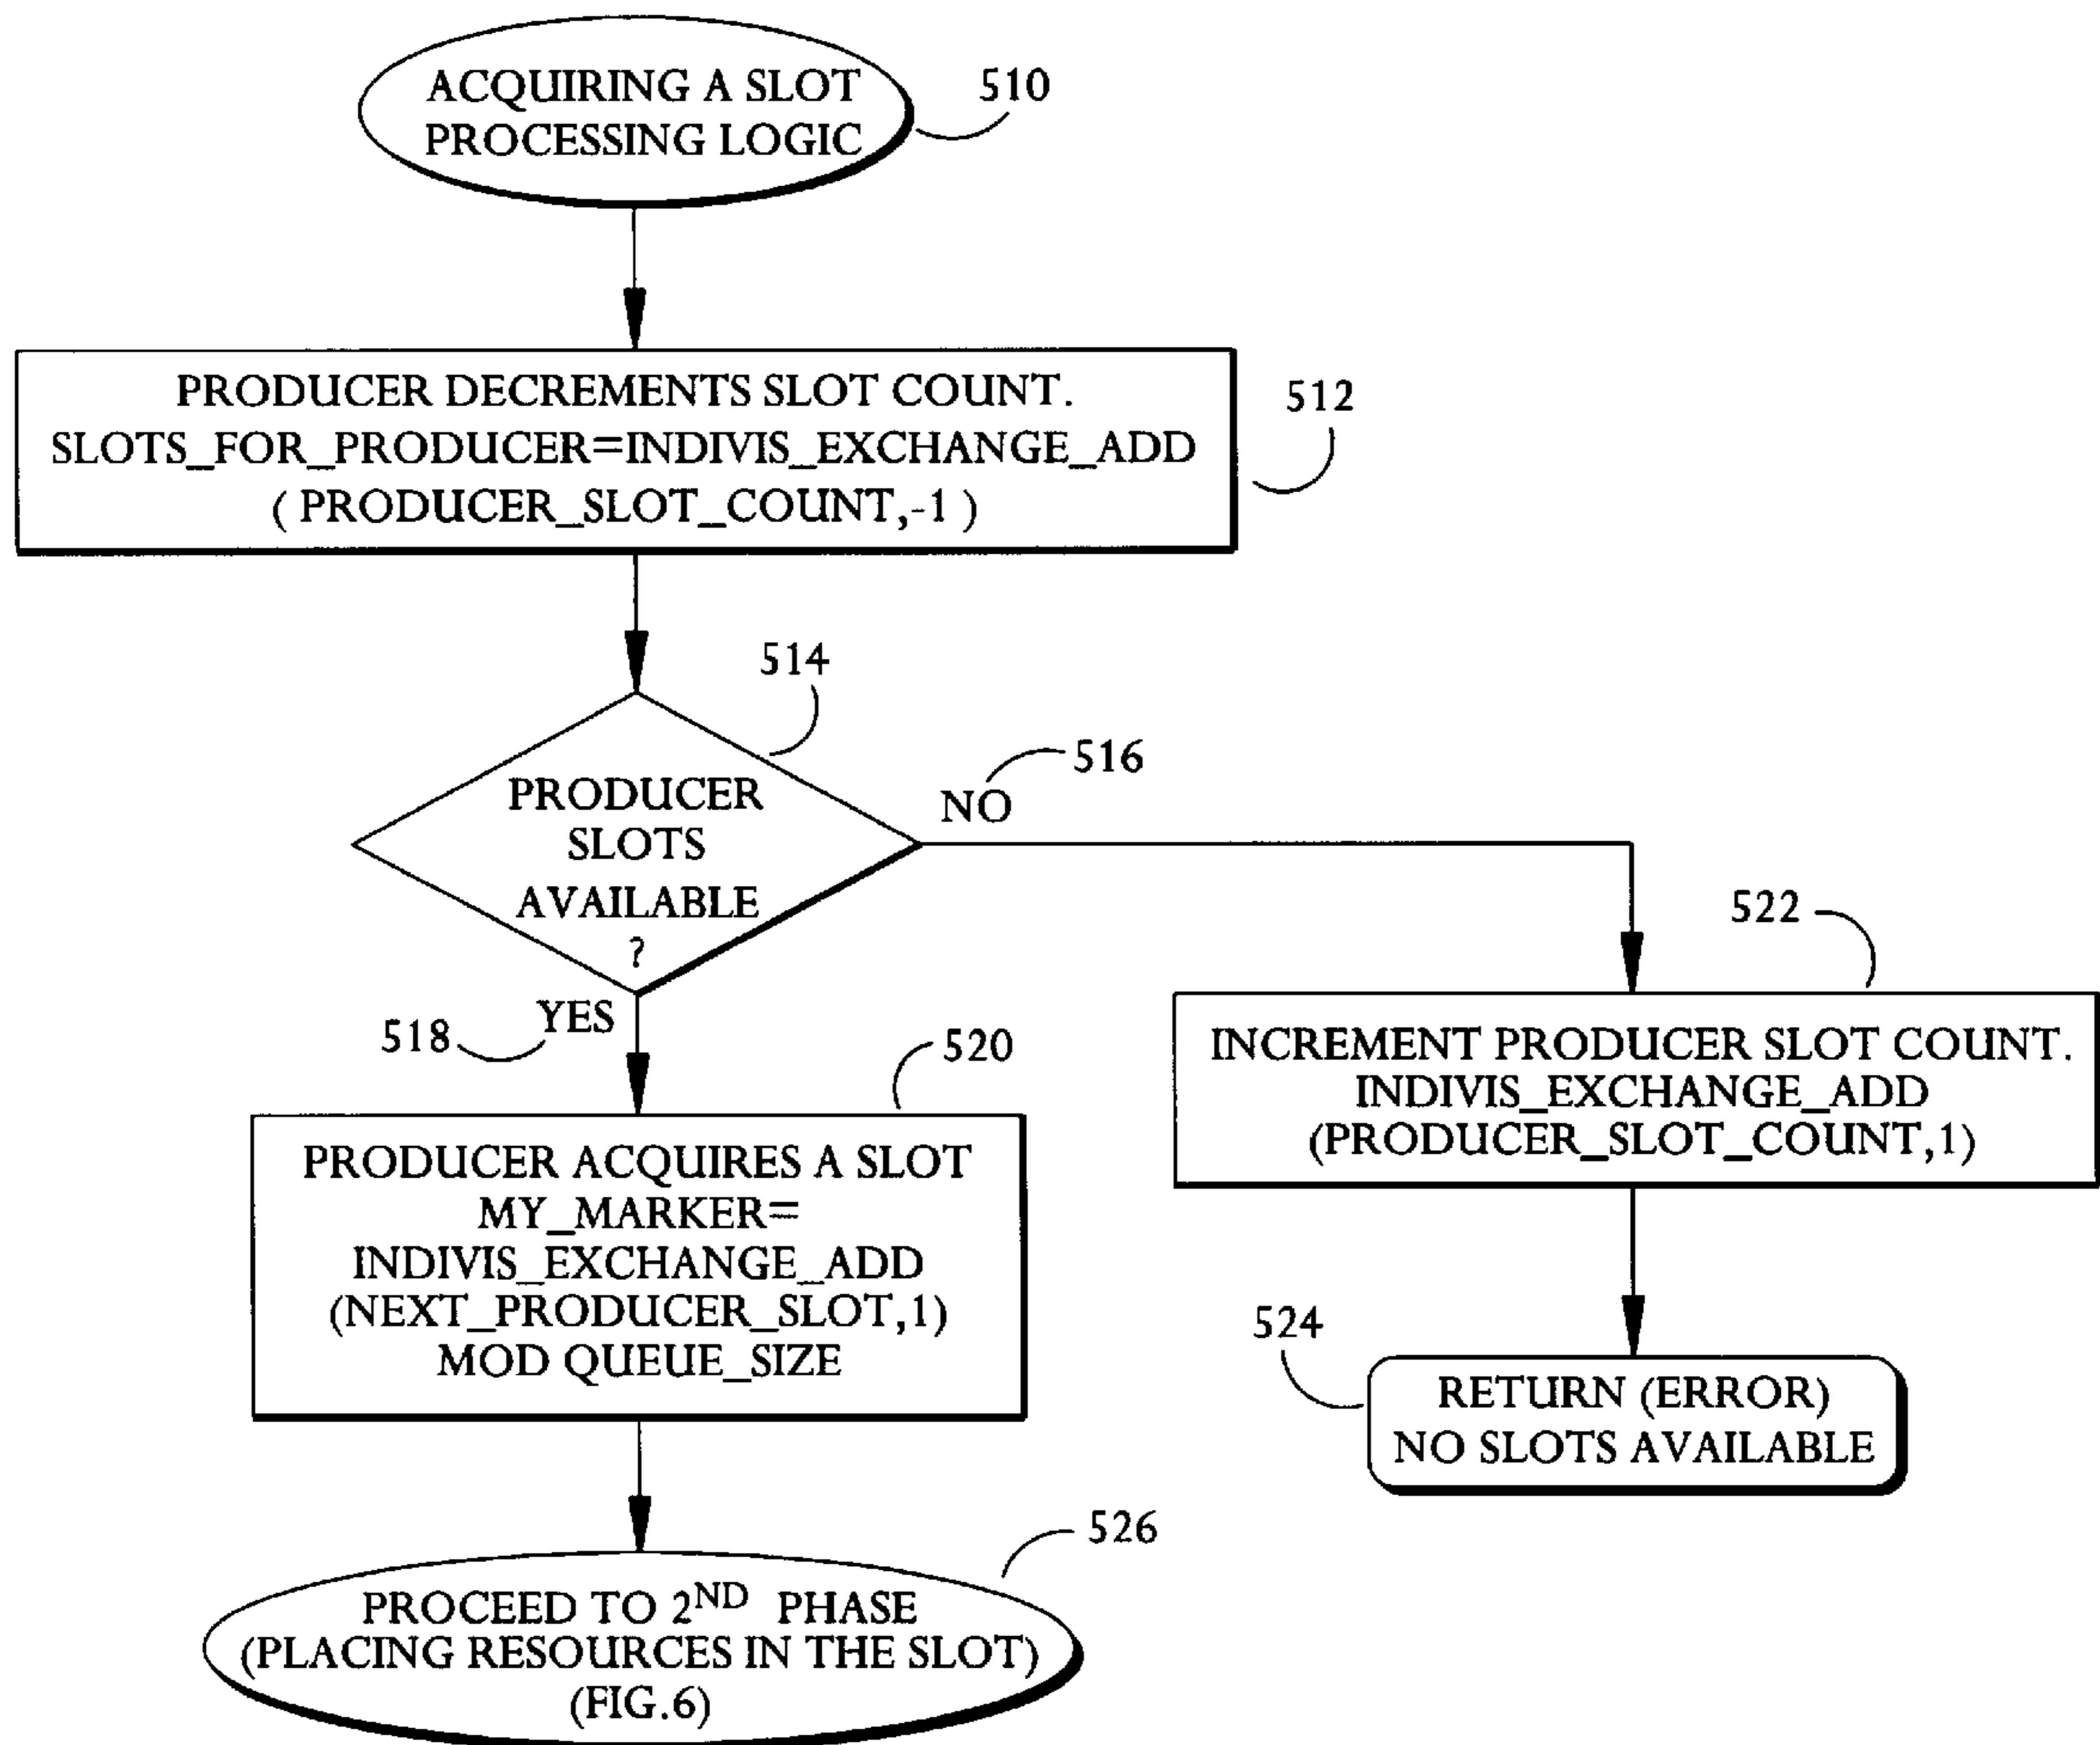 ACQUIRING A SLOT
PROCESSING LOGIC
510
PRODUCER DECREMENTS SLOT COUNT.
SLOTS_FOR_PRODUCER=INDIVIS_EXCHANGE_ADD
( PRODUCER_SLOT_COUNT,-1 )
512
514
PRODUCER
SLOTS
AVAILABLE
?
516
NO
518
YES
520
PRODUCER ACQUIRES A SLOT
MY_MARKER=
INDIVIS_EXCHANGE_ADD
(NEXT_PRODUCER_SLOT,1)
MOD QUEUE_SIZE
522
INCREMENT PRODUCER SLOT COUNT.
INDIVIS_EXCHANGE_ADD
(PRODUCER_SLOT_COUNT,1)
524
RETURN (ERROR)
NO SLOTS AVAILABLE
526
PROCEED TO 2ND PHASE
(PLACING RESOURCES IN THE SLOT)
(FIG.6)